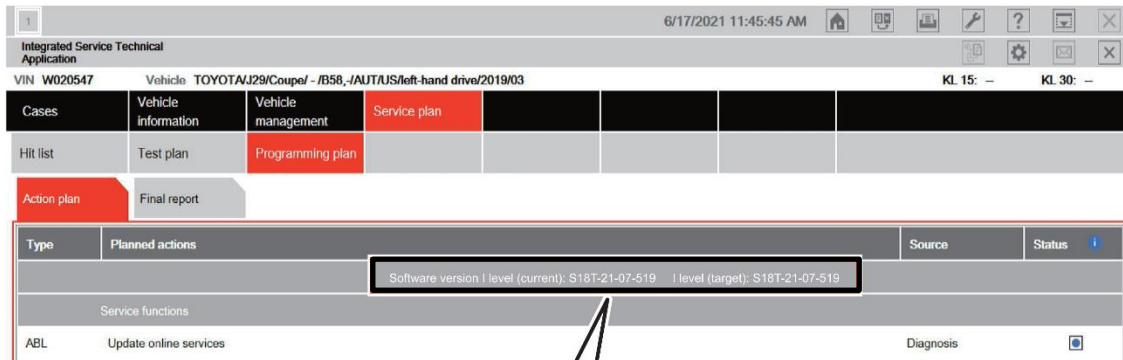 1 6/17/2021 11:45:45 AM ?
Integrated Service Technical
Application
VIN W020547 Vehicle TOYOTA/J29/Coupe/ - /B58,-/AUT/US/left-hand drive/2019/03 KL 15: -- KL 30: --
Cases Vehicle information Vehicle management Service plan
Hit list Test plan Programming plan
Action plan Final report
Type Planned actions Source Status i
Software version I level (current): S18T-21-07-519 I level (target): S18T-21-07-519
Service functions
ABL Update online services Diagnosis